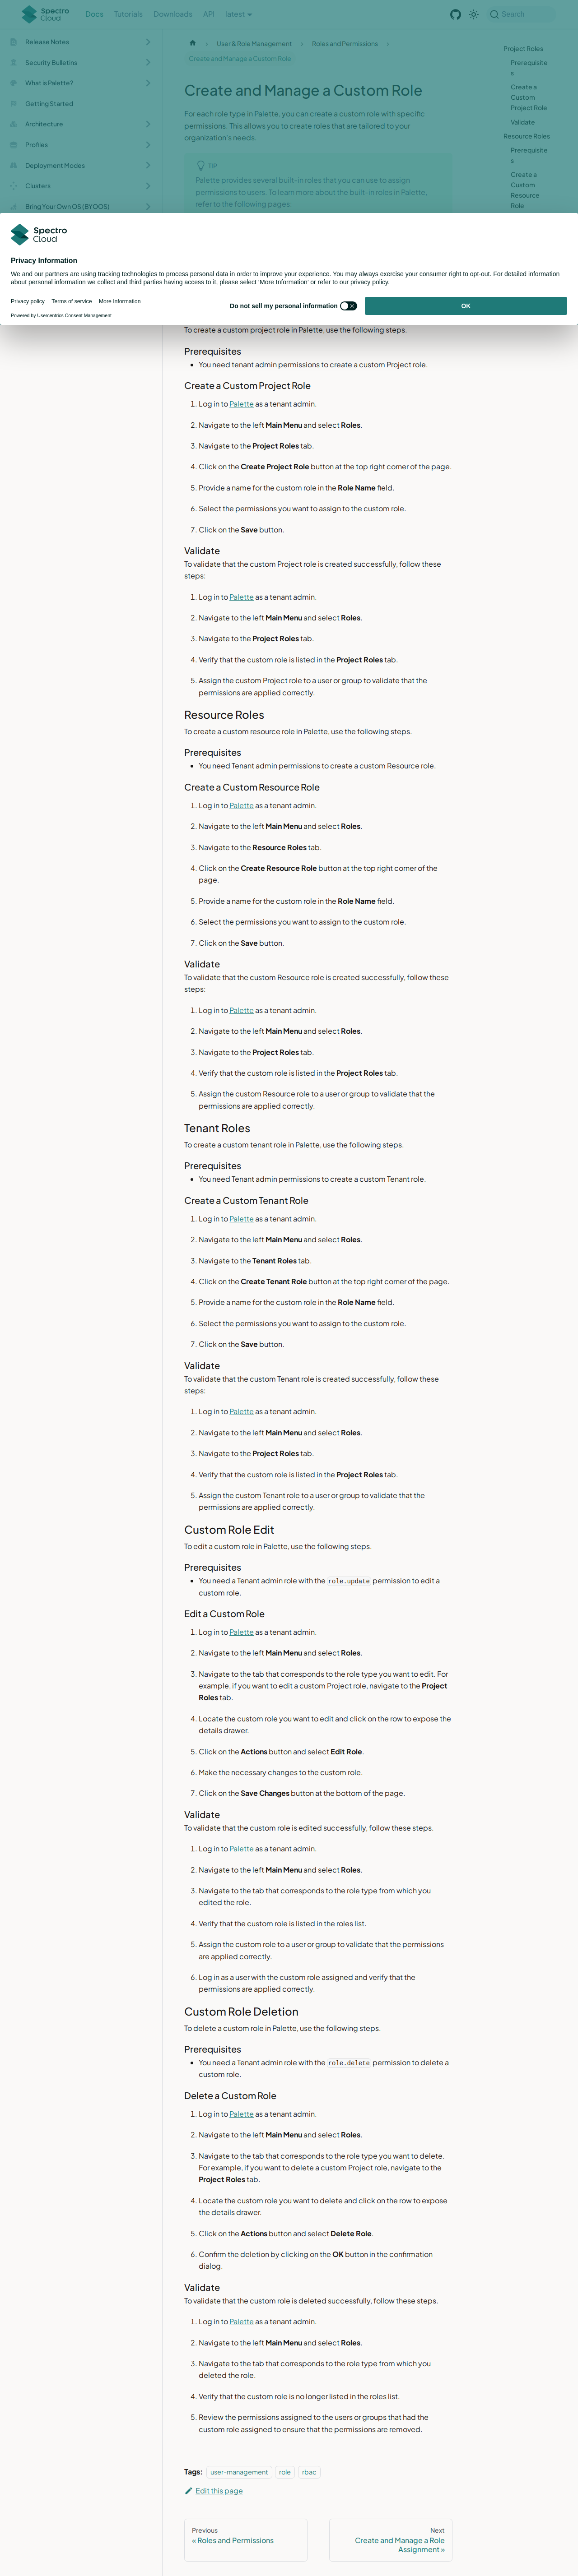 Spectro Cloud
Docs
Tutorials
Downloads
API
latest
Search
Release Notes
Security Bulletins
What is Palette?
Getting Started
Architecture
Profiles
Deployment Modes
Clusters
Bring Your Own OS (BYOOS)
User & Role Management
Roles and Permissions
Create and Manage a Custom Role
Create and Manage a Custom Role
For each role type in Palette, you can create a custom role with specific
permissions. This allows you to create roles that are tailored to your
organization's needs.
TIP
Palette provides several out-of-the-box roles that you can use to assign
permissions to users. To learn more about the built-in roles in Palette,
refer to the following pages:
Project Roles
Prerequisite
s
Create a
Custom
Project Role
Validate
Resource Roles
Prerequisite
s
Create a
Custom
Resource
Role
Spectro Cloud
Privacy Information
We and our partners are using tracking technologies to process personal data in order to improve your experience. You may always exercise your consumer right to opt-out. For detailed information
about personal information we collect and third parties having access to it, please select 'More Information' or refer to our privacy policy.
Privacy policy
Terms of service
More Information
Powered by Usercentrics Consent Management
Do not sell my personal information
OK
To create a custom project role in Palette, use the following steps.
Prerequisites
You need tenant admin permissions to create a custom Project role.
Create a Custom Project Role
1. Log in to Palette as a tenant admin.
2. Navigate to the left Main Menu and select Roles.
3. Navigate to the Project Roles tab.
4. Click on the Create Project Role button at the top right corner of the page.
5. Provide a name for the custom role in the Role Name field.
6. Select the permissions you want to assign to the custom role.
7. Click on the Save button.
Validate
To validate that the custom Project role is created successfully, follow these
steps:
1. Log in to Palette as a tenant admin.
2. Navigate to the left Main Menu and select Roles.
3. Navigate to the Project Roles tab.
4. Verify that the custom role is listed in the Project Roles tab.
5. Assign the custom Project role to a user or group to validate that the
permissions are applied correctly.
Resource Roles
To create a custom resource role in Palette, use the following steps.
Prerequisites
You need Tenant admin permissions to create a custom Resource role.
Create a Custom Resource Role
1. Log in to Palette as a tenant admin.
2. Navigate to the left Main Menu and select Roles.
3. Navigate to the Resource Roles tab.
4. Click on the Create Resource Role button at the top right corner of the
page.
5. Provide a name for the custom role in the Role Name field.
6. Select the permissions you want to assign to the custom role.
7. Click on the Save button.
Validate
To validate that the custom Resource role is created successfully, follow these
steps:
1. Log in to Palette as a tenant admin.
2. Navigate to the left Main Menu and select Roles.
3. Navigate to the Project Roles tab.
4. Verify that the custom role is listed in the Project Roles tab.
5. Assign the custom Resource role to a user or group to validate that the
permissions are applied correctly.
Tenant Roles
To create a custom tenant role in Palette, use the following steps.
Prerequisites
You need Tenant admin permissions to create a custom Tenant role.
Create a Custom Tenant Role
1. Log in to Palette as a tenant admin.
2. Navigate to the left Main Menu and select Roles.
3. Navigate to the Tenant Roles tab.
4. Click on the Create Tenant Role button at the top right corner of the page.
5. Provide a name for the custom role in the Role Name field.
6. Select the permissions you want to assign to the custom role.
7. Click on the Save button.
Validate
To validate that the custom Tenant role is created successfully, follow these
steps:
1. Log in to Palette as a tenant admin.
2. Navigate to the left Main Menu and select Roles.
3. Navigate to the Project Roles tab.
4. Verify that the custom role is listed in the Project Roles tab.
5. Assign the custom Tenant role to a user or group to validate that the
permissions are applied correctly.
Custom Role Edit
To edit a custom role in Palette, use the following steps.
Prerequisites
You need a Tenant admin role with the role.update permission to edit a
custom role.
Edit a Custom Role
1. Log in to Palette as a tenant admin.
2. Navigate to the left Main Menu and select Roles.
3. Navigate to the tab that corresponds to the role type you want to edit. For
example, if you want to edit a custom Project role, navigate to the Project
Roles tab.
4. Locate the custom role you want to edit and click on the row to expose the
details drawer.
5. Click on the Actions button and select Edit Role.
6. Make the necessary changes to the custom role.
7. Click on the Save Changes button at the bottom of the page.
Validate
To validate that the custom role is edited successfully, follow these steps.
1. Log in to Palette as a tenant admin.
2. Navigate to the left Main Menu and select Roles.
3. Navigate to the tab that corresponds to the role type from which you
edited the role.
4. Verify that the custom role is listed in the roles list.
5. Assign the custom role to a user or group to validate that the permissions
are applied correctly.
6. Log in as a user with the custom role assigned and verify that the
permissions are applied correctly.
Custom Role Deletion
To delete a custom role in Palette, use the following steps.
Prerequisites
You need a Tenant admin role with the role.delete permission to delete a
custom role.
Delete a Custom Role
1. Log in to Palette as a tenant admin.
2. Navigate to the left Main Menu and select Roles.
3. Navigate to the tab that corresponds to the role type you want to delete.
For example, if you want to delete a custom Project role, navigate to the
Project Roles tab.
4. Locate the custom role you want to delete and click on the row to expose
the details drawer.
5. Click on the Actions button and select Delete Role.
6. Confirm the deletion by clicking on the OK button in the confirmation
dialog.
Validate
To validate that the custom role is deleted successfully, follow these steps.
1. Log in to Palette as a tenant admin.
2. Navigate to the left Main Menu and select Roles.
3. Navigate to the tab that corresponds to the role type from which you
deleted the role.
4. Verify that the custom role is no longer listed in the roles list.
5. Review the permissions assigned to the users or groups that had the
custom role assigned to ensure that the permissions are removed.
Tags: user-management role rbac
Edit this page
Previous
« Roles and Permissions
Next
Create and Manage a Role
Assignment »